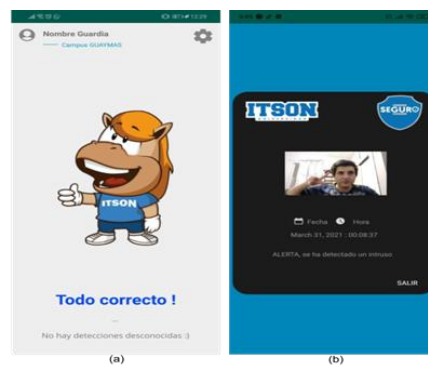 12:29
Nombre Guardia
Campus GUAYMAS
ITSON
Todo correcto !
No hay detecciones desconocidas :)
(a)
ITSON
SEGURO
Fecha Hora
March 31, 2021 : 00:08:37
ALERTA, se ha detectado un intruso
SALIR
(b)